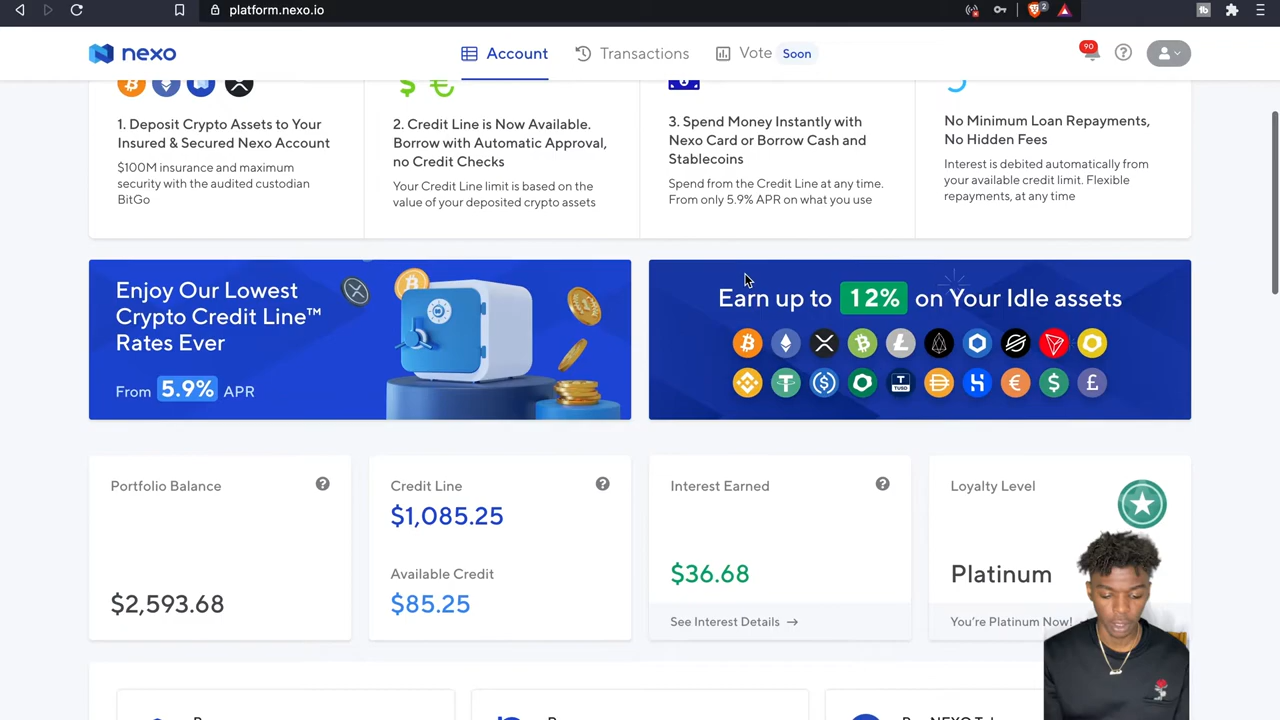 platform.nexo.io
2
nexo
Account
Transactions
Vote
Soon
90
1. Deposit Crypto Assets to Your
Insured & Secured Nexo Account
$100M insurance and maximum
security with the audited custodian
BitGo
2. Credit Line is Now Available.
Borrow with Automatic Approval,
no Credit Checks
Your Credit Line limit is based on the
value of your deposited crypto assets
3. Spend Money Instantly with
Nexo Card or Borrow Cash and
Stablecoins
Spend from the Credit Line at any time.
From only 5.9% APR on what you use
No Minimum Loan Repayments,
No Hidden Fees
Interest is debited automatically from
your available credit limit. Flexible
repayments, at any time
Enjoy Our Lowest
Crypto Credit Line™
Rates Ever
From 5.9% APR
Earn up to 12% on Your Idle assets
Portfolio Balance
$2,593.68
Credit Line
$1,085.25
Available Credit
$85.25
Interest Earned
$36.68
See Interest Details →
Loyalty Level
Platinum
You're Platinum Now!